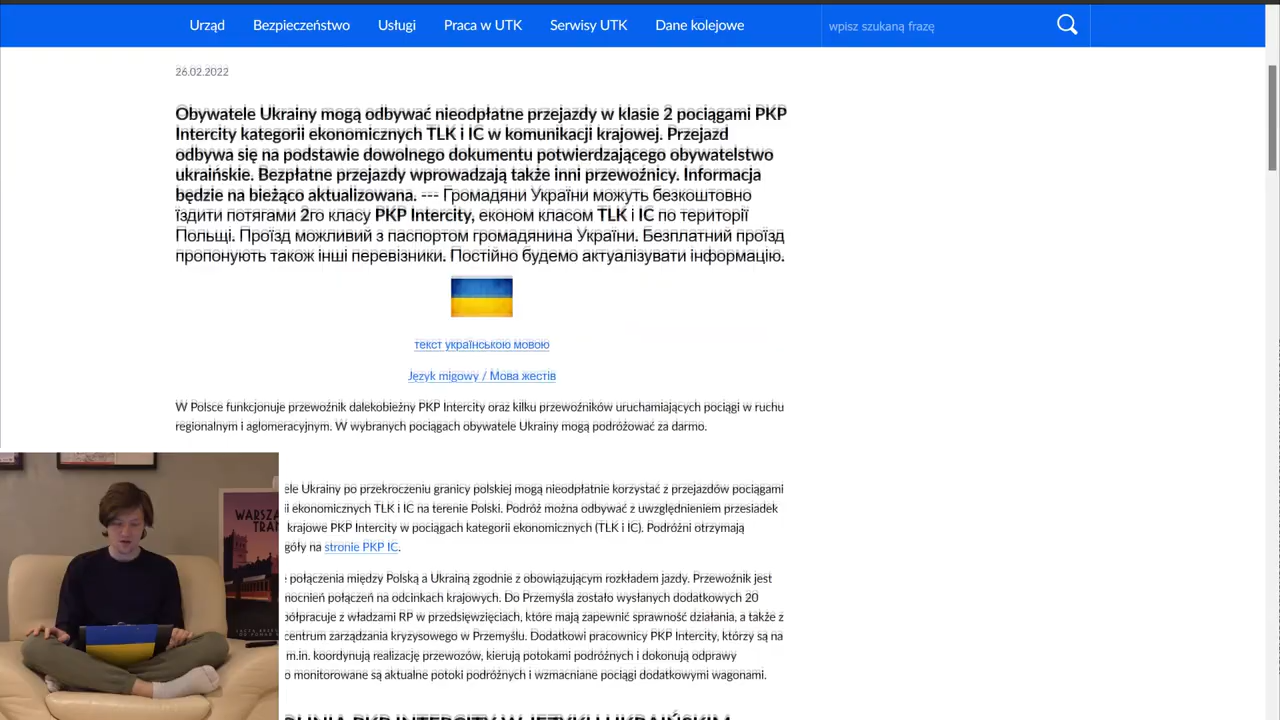 Urząd Bezpieczeństwo Usługi Praca w UTK Serwisy UTK Dane kolejowe wpisz szukaną frazę
26.02.2022
Obywatele Ukrainy mogą odbywać nieodpłatne przejazdy w klasie 2 pociągami PKP
Intercity kategorii ekonomicznych TLK i IC w komunikacji krajowej. Przejazd
odbywa się na podstawie dowolnego dokumentu potwierdzającego obywatelstwo
ukraińskie. Bezpłatne przejazdy wprowadzają także inni przewoźnicy. Informacja
będzie na bieżąco aktualizowana. --- Громадяни України можуть безкоштовно
їздити потягами 2го класу PKP Intercity, економ класом TLK i IC по території
Польщі. Проїзд можливий з паспортом громадянина України. Безплатний проїзд
пропонують також інші перевізники. Постійно будемо актуалізувати інформацію.
текст українською мовою
Język migowy / Мова жестів
W Polsce funkcjonuje przewoźnik dalekobieżny PKP Intercity oraz kilku przewoźników uruchamiających pociągi w ruchu
regionalnym i aglomeracyjnym. W wybranych pociągach obywatele Ukrainy mogą podróżować za darmo.
ele Ukrainy po przekroczeniu granicy polskiej mogą nieodpłatnie korzystać z przejazdów pociągami
ii ekonomicznych TLK i IC na terenie Polski. Podróż można odbywać z uwzględnieniem przesiadek
krajowe PKP Intercity w pociągach kategorii ekonomicznych (TLK i IC). Podróżni otrzymają
góły na stronie PKP IC.
połączenia między Polską a Ukrainą zgodnie z obowiązującym rozkładem jazdy. Przewoźnik jest
mocnień połączeń na odcinkach krajowych. Do Przemyśla zostało wysłanych dodatkowych 20
półpracuje z władzami RP w przedsięwzięciach, które mają zapewnić sprawność działania, a także z
centrum zarządzania kryzysowego w Przemyślu. Dodatkowi pracownicy PKP Intercity, którzy są na
m.in. koordynują realizację przewozów, kierują potokami podróżnych i dokonują odprawy
o monitorowane są aktualne potoki podróżnych i wzmacniane pociągi dodatkowymi wagonami.
PKP INTERCITY W JĘZYKU UKRAIŃSKIM
WARSZA
TRAN